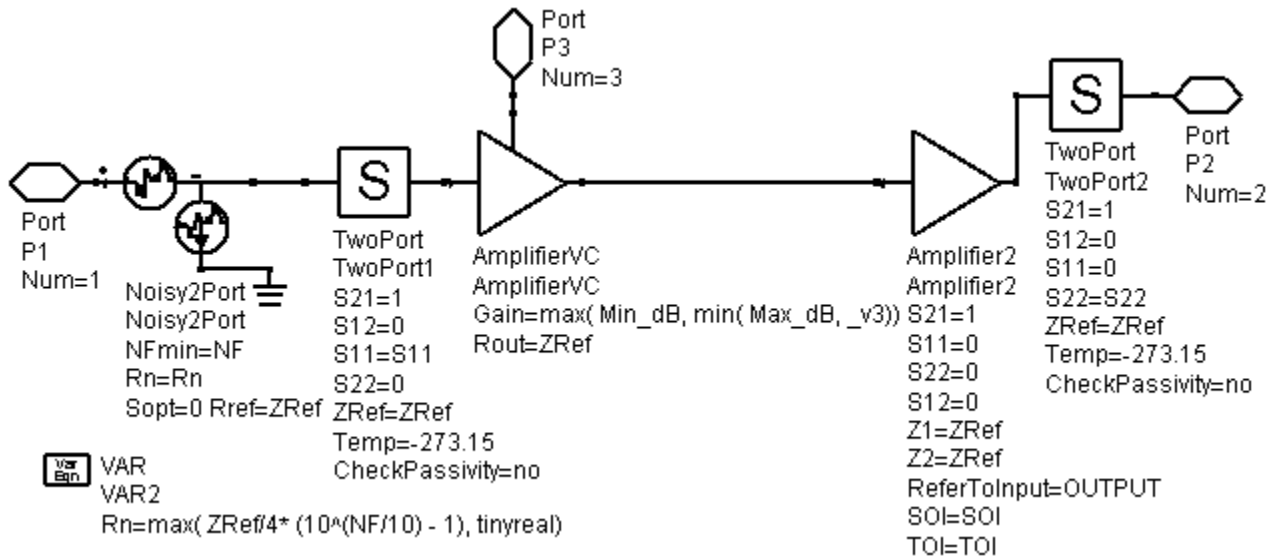 Port
P3
Num=3
S
TwoPort
TwoPort2
S21=1
S12=0
S11=0
S22=S22
ZRef=ZRef
Temp=-273.15
CheckPassivity=no
Port
P2
Num=2
Port
P1
Num=1
Noisy2Port
Noisy2Port
NFmin=NF
Rn=Rn
Sopt=0 Rref=ZRef
S
TwoPort
TwoPort1
S21=1
S12=0
S11=S11
S22=0
ZRef=ZRef
Temp=-273.15
CheckPassivity=no
AmplifierVC
AmplifierVC
Gain=max( Min_dB, min( Max_dB, _v3))
Rout=ZRef
Amplifier2
Amplifier2
S21=1
S11=0
S22=0
S12=0
Z1=ZRef
Z2=ZRef
ReferToInput=OUTPUT
SOI=SOI
TOI=TOI
Var
Eqn
VAR
VAR2
Rn=max( ZRef/4* (10^(NF/10) - 1), tinyreal)